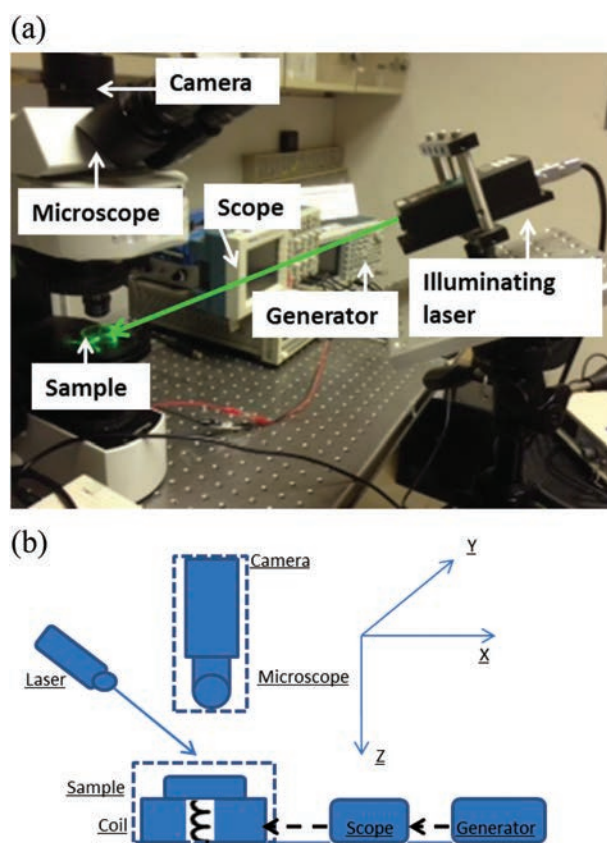 (a)
Camera
Microscope
Scope
Generator
Illuminating
laser
Sample
(b)
Camera
Y
X
Laser
Microscope
Z
Sample
Coil
Scope
Generator